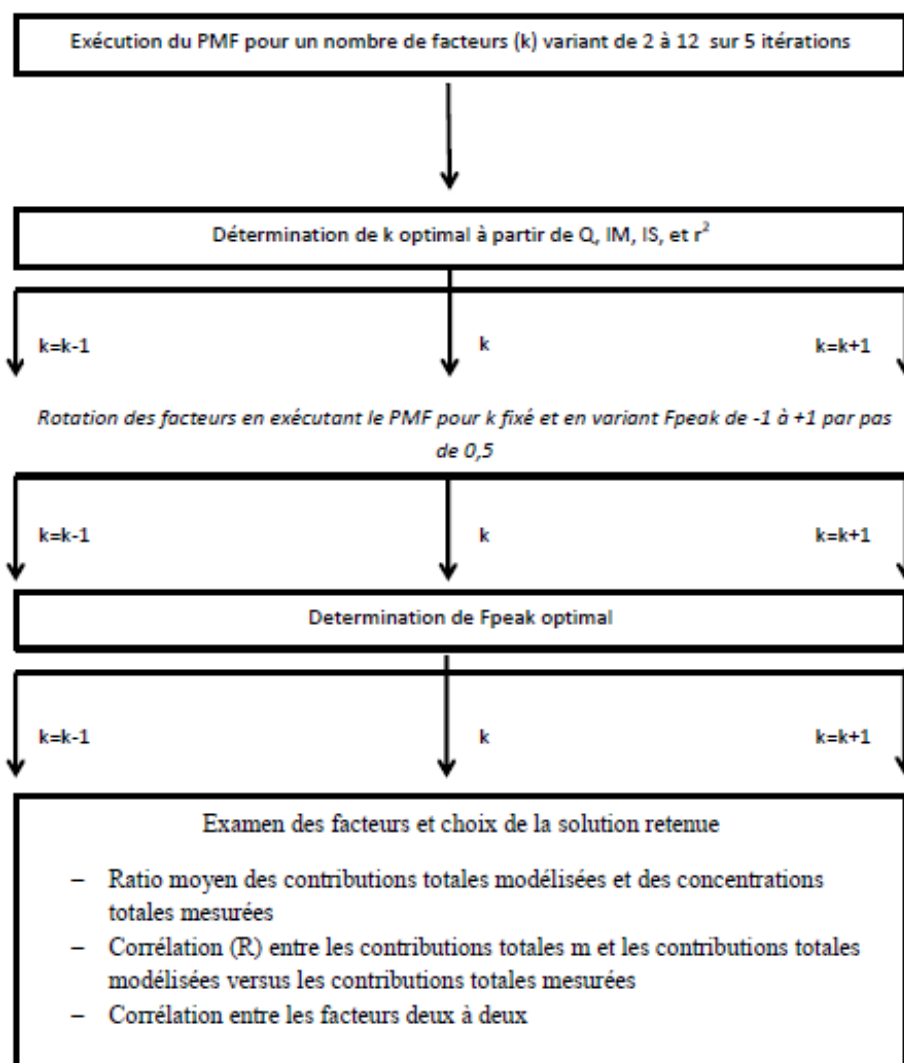 Exécution du PMF pour un nombre de facteurs (k) variant de 2 à 12 sur 5 itérations
Détermination de k optimal à partir de Q, IM, IS, et r²
k=k-1 k k=k+1
Rotation des facteurs en exécutant le PMF pour k fixé et en variant Fpeak de -1 à +1 par pas
de 0,5
k=k-1 k k=k+1
Determination de Fpeak optimal
k=k-1 k k=k+1
Examen des facteurs et choix de la solution retenue
– Ratio moyen des contributions totales modélisées et des concentrations
totales mesurées
– Corrélation (R) entre les contributions totales m et les contributions totales
modélisées versus les contributions totales mesurées
– Corrélation entre les facteurs deux à deux